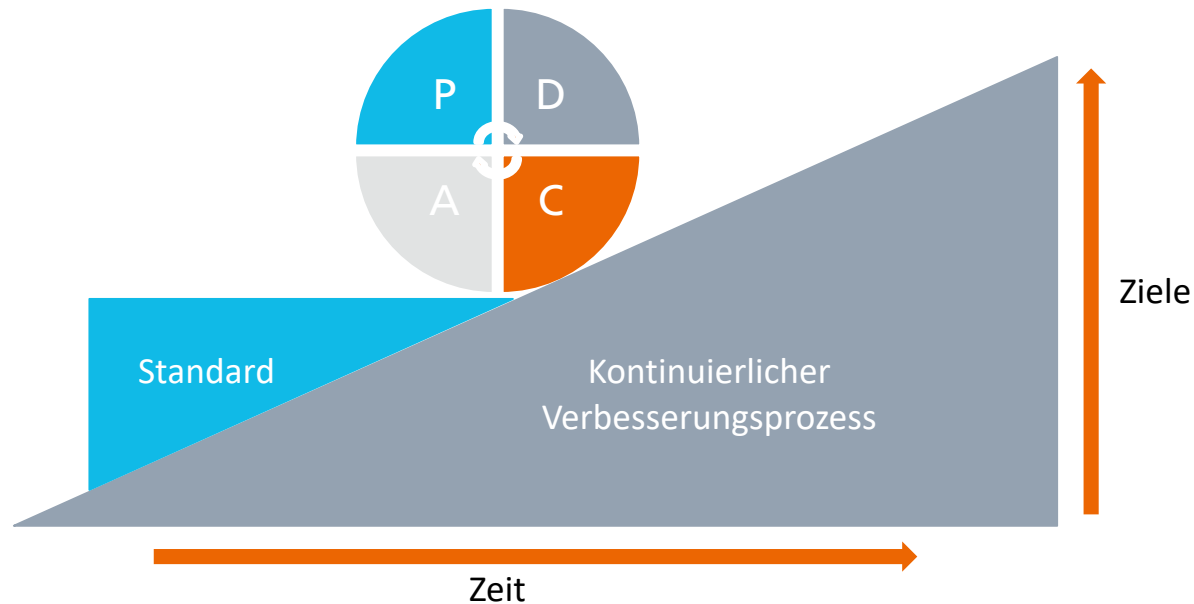 P
D
A
C
Ziele
Standard
Kontinuierlicher
Verbesserungsprozess
Zeit